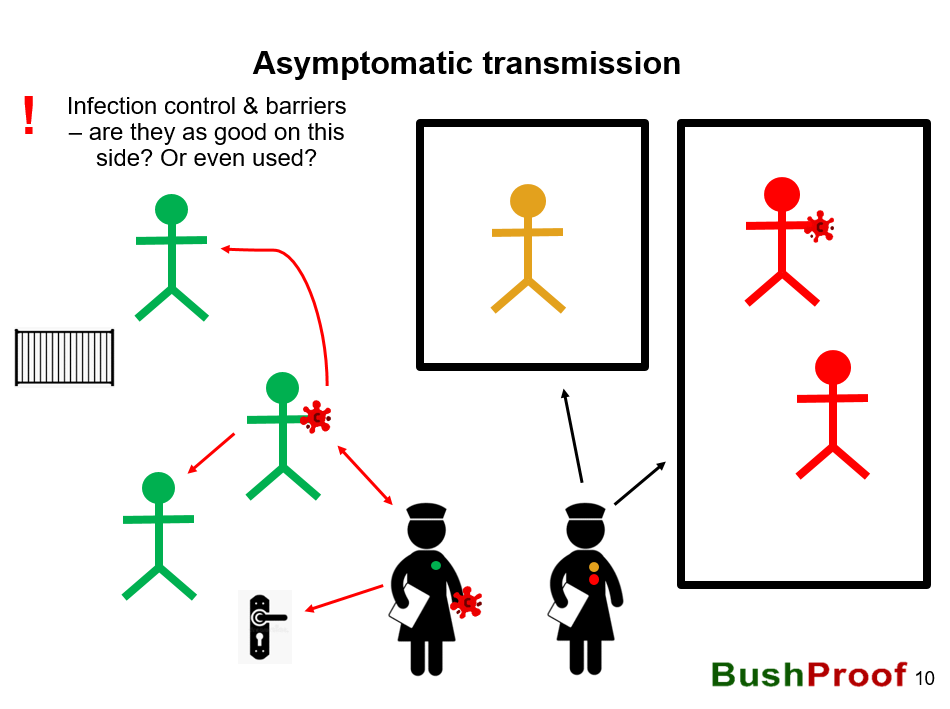 Asymptomatic transmission
! Infection control & barriers
– are they as good on this
side? Or even used?
BushProof 10